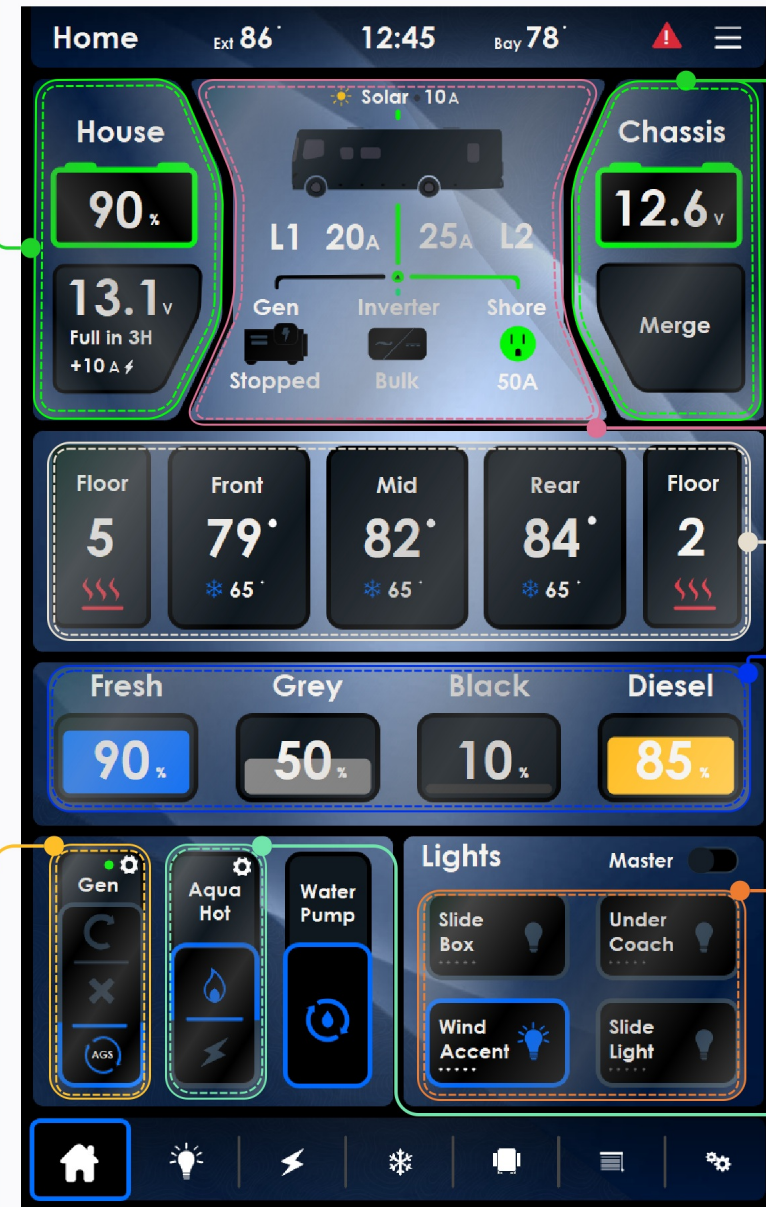 Home Ext 86° 12:45 Bay 78°
Solar 10A
House
Chassis
90%
12.6V
L1 20A 25A L2
13.1V
Full in 3H
+10 A
Gen Inverter Shore
Merge
Stopped Bulk 50A
Floor Front Mid Rear Floor
5 79° 82° 84° 2
65° 65° 65°
Fresh Grey Black Diesel
90% 50% 10% 85%
Gen
Aqua
Hot
Water
Pump
AGS
Lights Master
Slide
Box
Under
Coach
Wind
Accent
Slide
Light